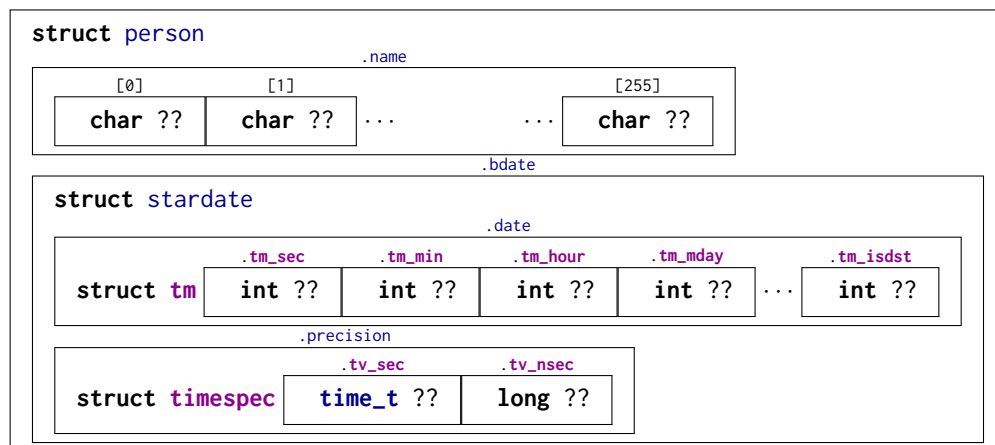 struct person
.name
[0] [1] [255]
char ?? char ?? ... ... char ??
.bdate
struct stardate
.date
.tm_sec .tm_min .tm_hour .tm_mday .tm_isdst
struct tm int ?? int ?? int ?? int ?? ... int ??
.precision
.tv_sec .tv_nsec
struct timespec time_t ?? long ??